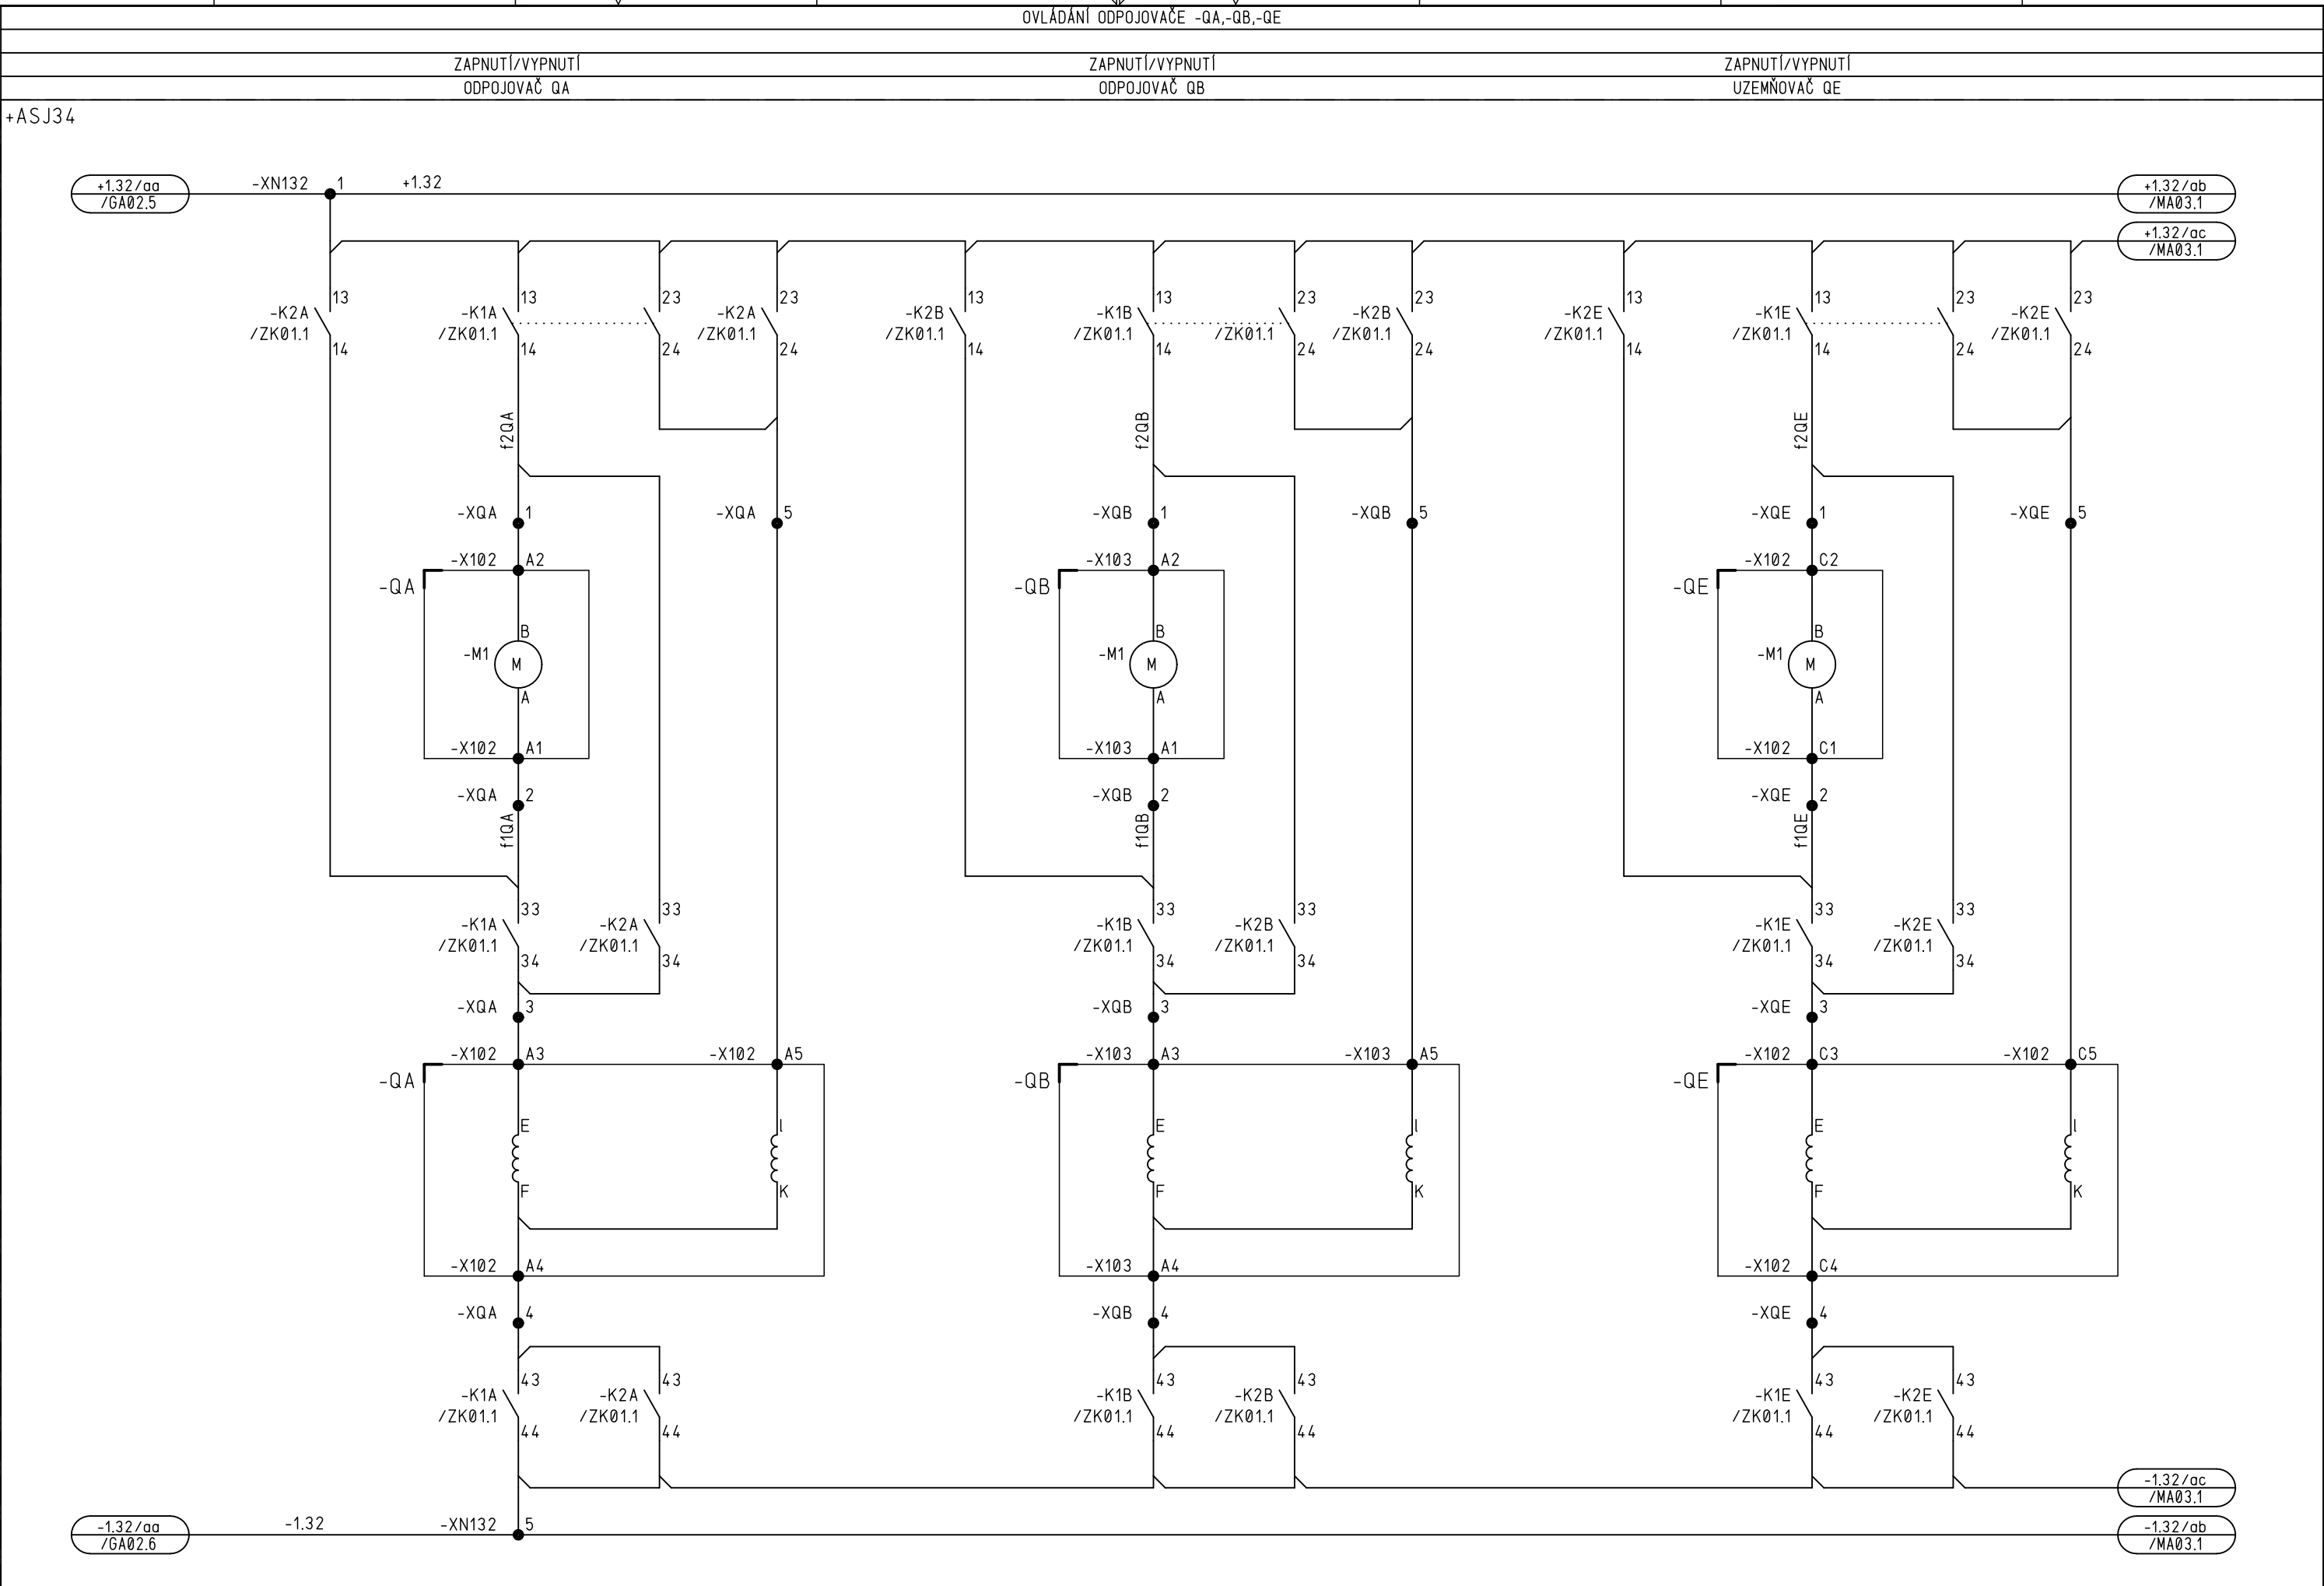 OVLÁDÁNÍ ODPOJOVAČE -QA,-QB,-QE
ZAPNUTÍ/VYPNUTÍ ZAPNUTÍ/VYPNUTÍ ZAPNUTÍ/VYPNUTÍ
ODPOJOVAČ QA ODPOJOVAČ QB UZEMŇOVAČ QE
+ASJ34
+1.32/aa -XN132 1 +1.32 +1.32/ab
/GA02.5 /MA03.1
+1.32/ac
/MA03.1
13 13 23 23 13 13 23 23 13 13 23 23
-K2A -K1A -K2A -K2B -K1B -K2B -K2E -K1E -K2E
/ZK01.1 /ZK01.1 /ZK01.1 /ZK01.1 /ZK01.1 /ZK01.1 /ZK01.1 /ZK01.1 /ZK01.1 /ZK01.1
14 14 24 24 14 14 24 24 14 14 24 24
f2QA f2QB f2QE
-XQA 1 -XQA 5 -XQB 1 -XQB 5 -XQE 1 -XQE 5
-X102 A2 -X103 A2 -X102 C2
-QA -QB -QE
B B B
-M1 M -M1 M -M1 M
A A A
-X102 A1 -X103 A1 -X102 C1
-XQA 2 -XQB 2 -XQE 2
f1QA f1QB f1QE
33 33 33 33 33 33
-K1A -K2A -K1B -K2B -K1E -K2E
/ZK01.1 /ZK01.1 /ZK01.1 /ZK01.1 /ZK01.1 /ZK01.1
34 34 34 34 34 34
-XQA 3 -XQB 3 -XQE 3
-X102 A3 -X102 A5 -X103 A3 -X103 A5 -X102 C3 -X102 C5
-QA -QB -QE
E I E I E I
F K F K F K
-X102 A4 -X103 A4 -X102 C4
-XQA 4 -XQB 4 -XQE 4
43 43 43 43 43 43
-K1A -K2A -K1B -K2B -K1E -K2E
/ZK01.1 /ZK01.1 /ZK01.1 /ZK01.1 /ZK01.1 /ZK01.1
44 44 44 44 44 44
-1.32/ac
/MA03.1
-1.32/aa -1.32 -XN132 5 -1.32/ab
/GA02.6 /MA03.1